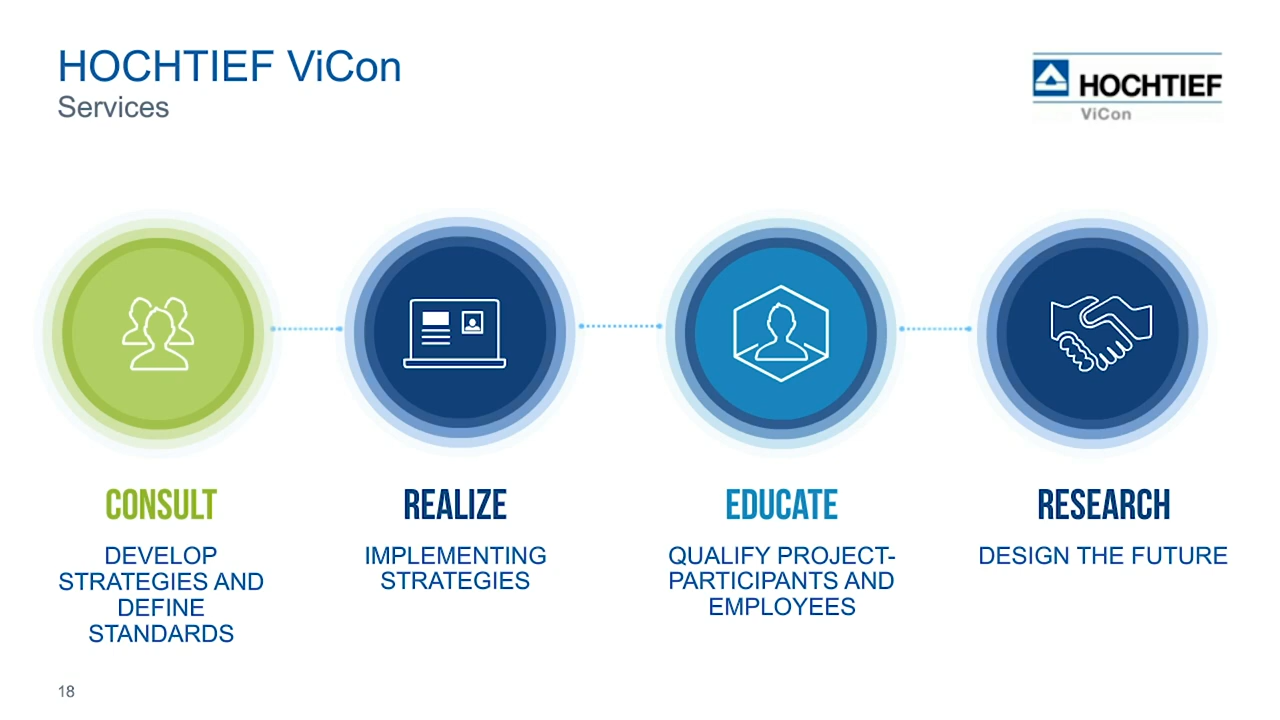 HOCHTIEF ViCon
Services
HOCHTIEF
ViCon
CONSULT
DEVELOP
STRATEGIES AND
DEFINE
STANDARDS
REALIZE
IMPLEMENTING
STRATEGIES
EDUCATE
QUALIFY PROJECT-
PARTICIPANTS AND
EMPLOYEES
RESEARCH
DESIGN THE FUTURE
18